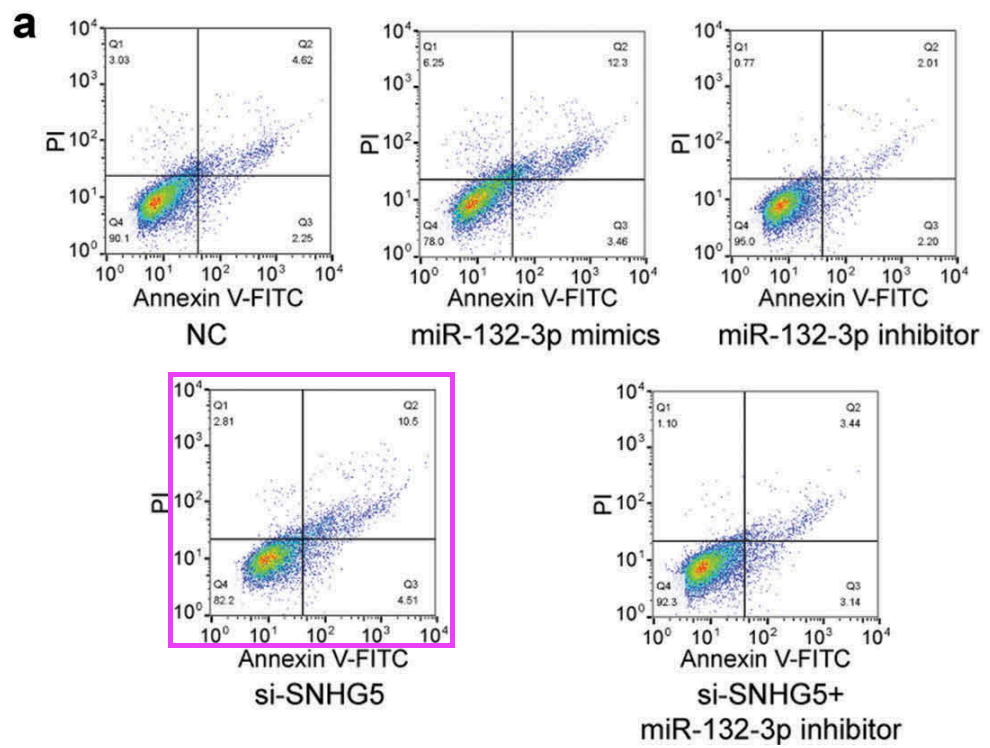 a
10⁴
Q1
3.03
Q2
4.62
10³
PI
10²
10¹
Q4
90.1
Q3
2.25
10⁰
10⁰ 10¹ 10² 10³ 10⁴
Annexin V-FITC
NC
10⁴
Q1
6.25
Q2
12.3
10³
PI
10²
10¹
Q4
78.0
Q3
3.46
10⁰
10⁰ 10¹ 10² 10³ 10⁴
Annexin V-FITC
miR-132-3p mimics
10⁴
Q1
0.77
Q2
2.01
10³
PI
10²
10¹
Q4
95.0
Q3
2.20
10⁰
10⁰ 10¹ 10² 10³ 10⁴
Annexin V-FITC
miR-132-3p inhibitor
10⁴
Q1
2.81
Q2
10.5
10³
PI
10²
10¹
Q4
82.2
Q3
4.51
10⁰
10⁰ 10¹ 10² 10³ 10⁴
Annexin V-FITC
si-SNHG5
10⁴
Q1
1.10
Q2
3.44
10³
PI
10²
10¹
Q4
92.3
Q3
3.14
10⁰
10⁰ 10¹ 10² 10³ 10⁴
Annexin V-FITC
si-SNHG5+
miR-132-3p inhibitor